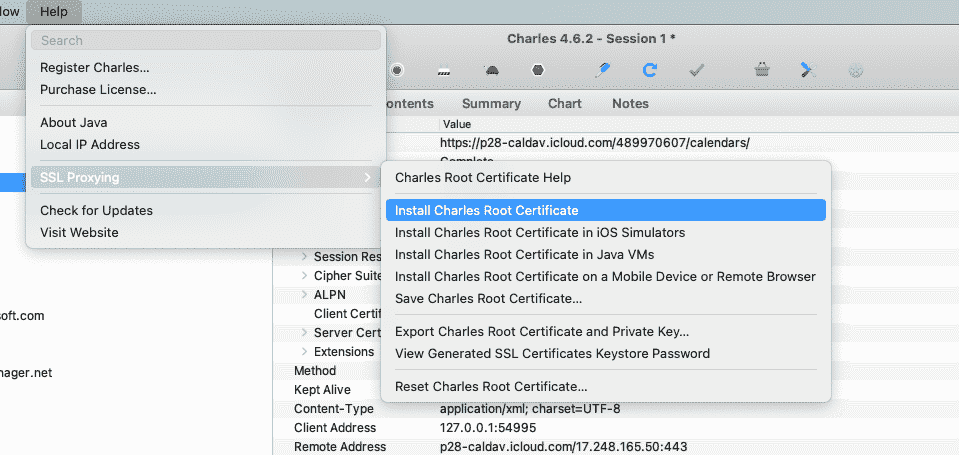 low Help
Search
Charles 4.6.2 - Session 1 *
Register Charles...
Purchase License...
About Java
Local IP Address
SSL Proxying
Check for Updates
Visit Website
ontents Summary Chart Notes
Value
https://p28-caldav.icloud.com/489970607/calendars/
Complete
Charles Root Certificate Help
Install Charles Root Certificate
Install Charles Root Certificate in iOS Simulators
Install Charles Root Certificate in Java VMs
Install Charles Root Certificate on a Mobile Device or Remote Browser
Save Charles Root Certificate...
Export Charles Root Certificate and Private Key...
View Generated SSL Certificates Keystore Password
Reset Charles Root Certificate...
Session Res
Cipher Suite
ALPN
Client Certif
Server Cert
Extensions
soft.com
nager.net
Method
Kept Alive
Content-Type application/xml; charset=UTF-8
Client Address 127.0.0.1:54995
Remote Address p28-caldav.icloud.com/17.248.165.50:443